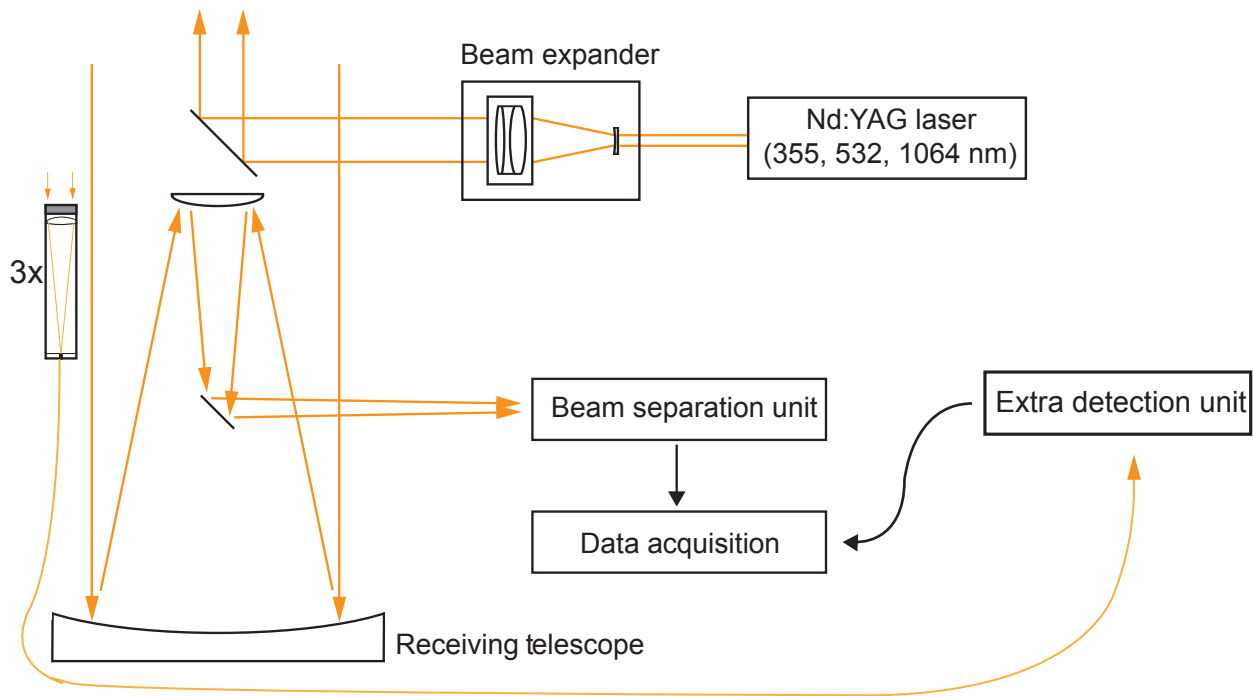 Beam expander
Nd:YAG laser
(355, 532, 1064 nm)
3x
Beam separation unit
Extra detection unit
Data acquisition
Receiving telescope